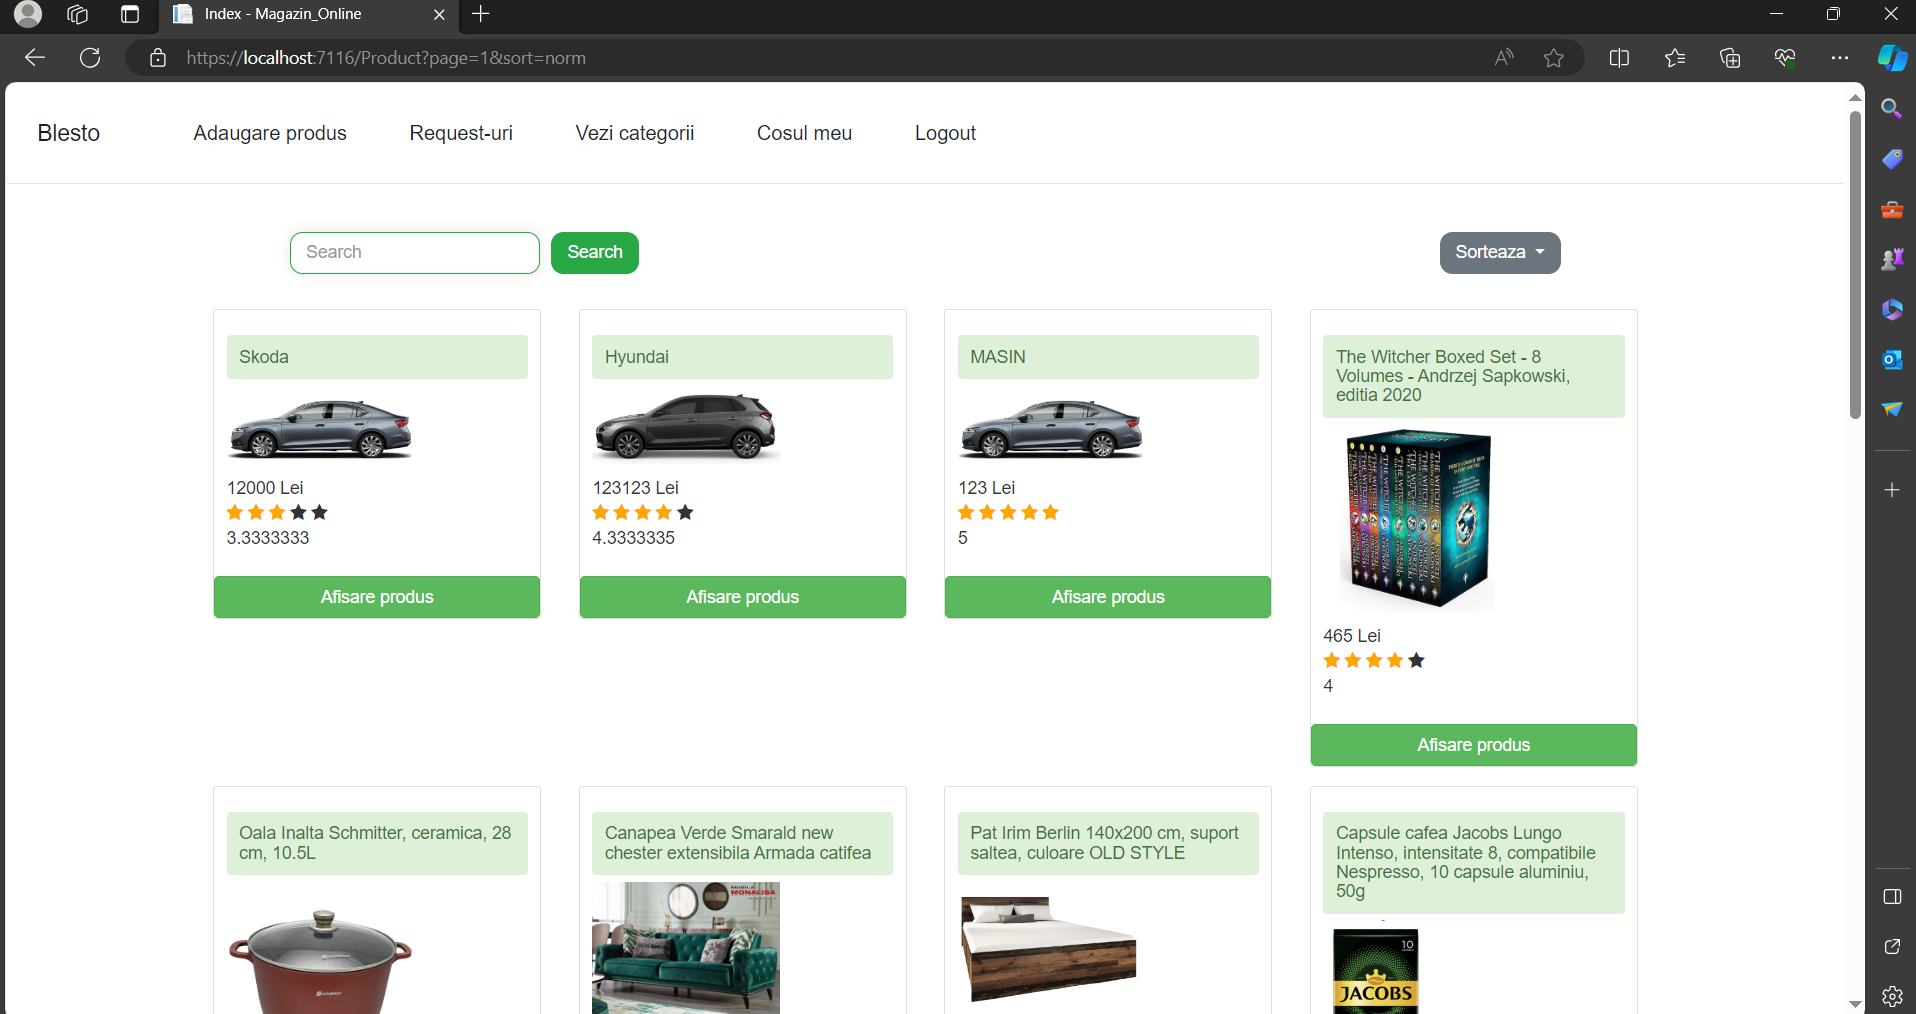 Index - Magazin_Online
https://localhost:7116/Product?page=1&sort=norm
Blesto
Adaugare produs
Request-uri
Vezi categorii
Cosul meu
Logout
Search
Search
Sorteaza
Skoda
12000 Lei
3.3333333
Afisare produs
Hyundai
123123 Lei
4.3333335
Afisare produs
MASIN
123 Lei
5
Afisare produs
The Witcher Boxed Set - 8
Volumes - Andrzej Sapkowski,
editia 2020
465 Lei
4
Afisare produs
Oala Inalta Schmitter, ceramica, 28
cm, 10.5L
Canapea Verde Smarald new
chester extensibila Armada catifea
MONALISA
Pat Irim Berlin 140x200 cm, suport
saltea, culoare OLD STYLE
Capsule cafea Jacobs Lungo
Intenso, intensitate 8, compatibile
Nespresso, 10 capsule aluminiu,
50g
10
JACOBS